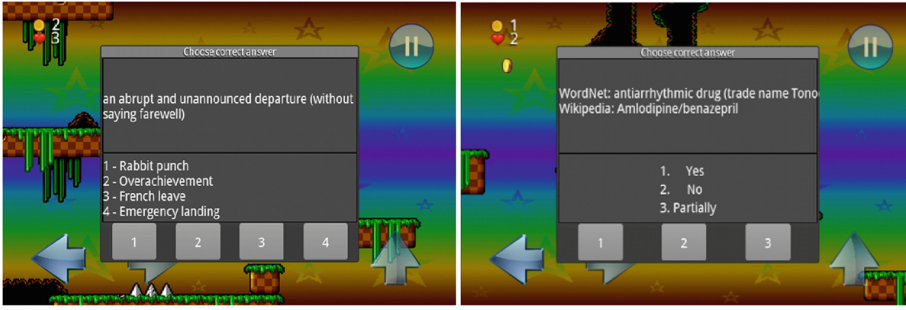 2
3
Choose correct answer
an abrupt and unannounced departure (without
saying farewell)
1 - Rabbit punch
2 - Overachievement
3 - French leave
4 - Emergency landing
1 2 3 4
1
2
Choose correct answer
WordNet: antiarrhythmic drug (trade name Tono
Wikipedia: Amlodipine/benazepril
1. Yes
2. No
3. Partially
1 2 3